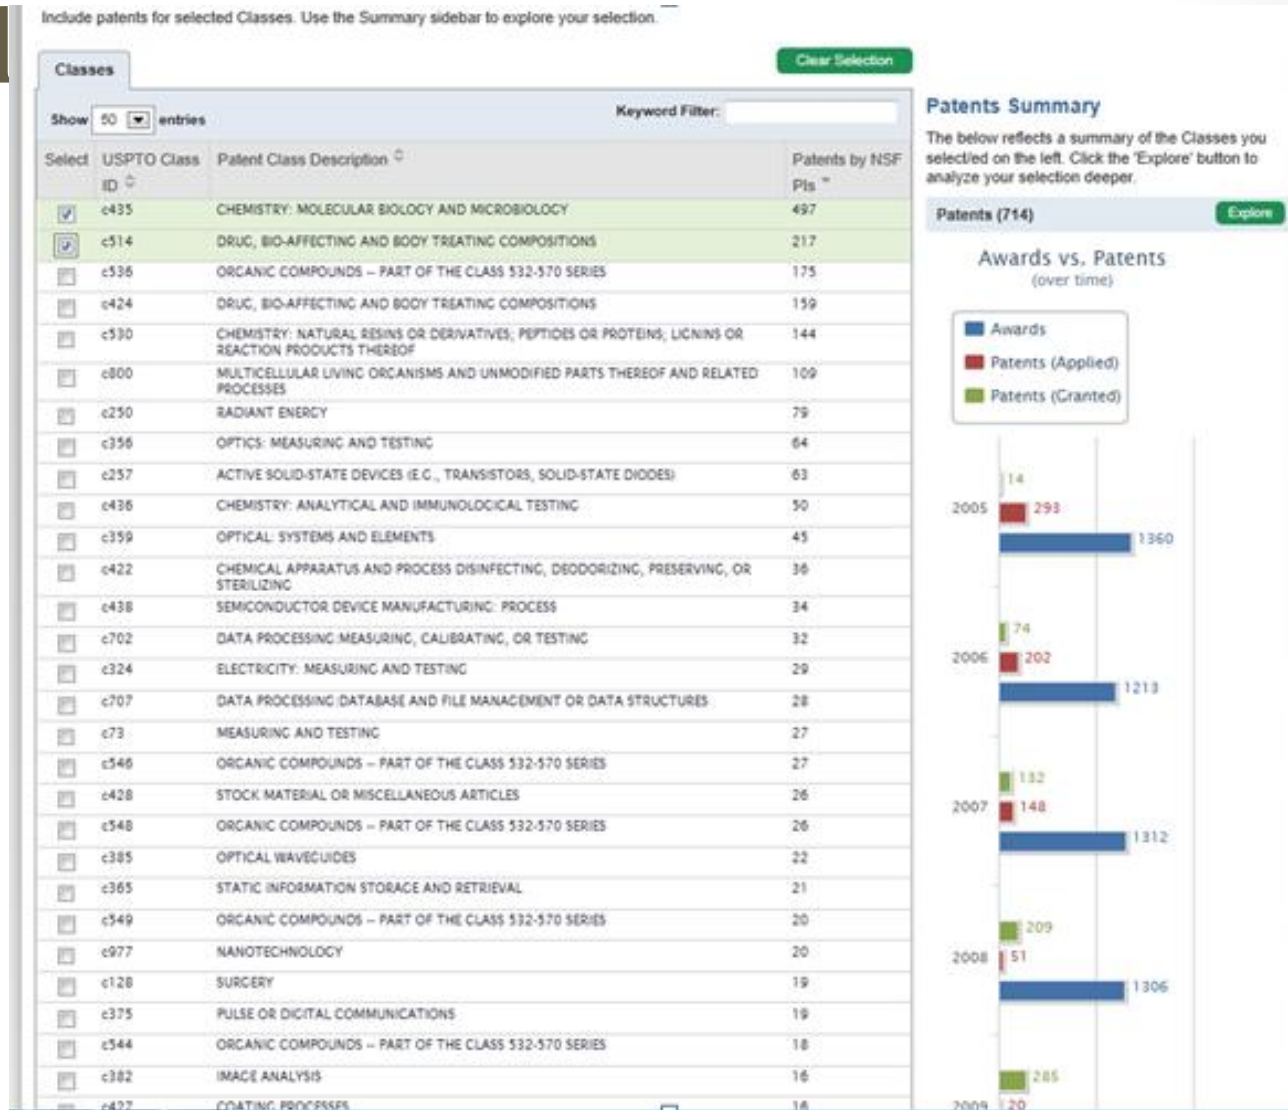 Include patents for selected Classes. Use the Summary sidebar to explore your selection.
Classes
Clear Selection
Show 50 entries
Keyword Filter:
Select USPTO Class ID Patent Class Description Patents by NSF PIs
c435 CHEMISTRY: MOLECULAR BIOLOGY AND MICROBIOLOGY 497
c514 DRUG, BIO-AFFECTING AND BODY TREATING COMPOSITIONS 217
c536 ORGANIC COMPOUNDS -- PART OF THE CLASS 532-570 SERIES 175
c424 DRUG, BIO-AFFECTING AND BODY TREATING COMPOSITIONS 159
c530 CHEMISTRY: NATURAL RESINS OR DERIVATIVES; PEPTIDES OR PROTEINS; LIGNINS OR 144
REACTION PRODUCTS THEREOF
c800 MULTICELLULAR LIVING ORGANISMS AND UNMODIFIED PARTS THEREOF AND RELATED 109
PROCESSES
c250 RADIANT ENERGY 79
c356 OPTICS: MEASURING AND TESTING 64
c257 ACTIVE SOLID-STATE DEVICES (E.G., TRANSISTORS, SOLID-STATE DIODES) 63
c436 CHEMISTRY: ANALYTICAL AND IMMUNOLOGICAL TESTING 50
c359 OPTICAL: SYSTEMS AND ELEMENTS 45
c422 CHEMICAL APPARATUS AND PROCESS DISINFECTING, DEODORIZING, PRESERVING, OR 36
STERILIZING
c438 SEMICONDUCTOR DEVICE MANUFACTURING: PROCESS 34
c702 DATA PROCESSING:MEASURING, CALIBRATING, OR TESTING 32
c324 ELECTRICITY: MEASURING AND TESTING 29
c707 DATA PROCESSING:DATABASE AND FILE MANAGEMENT OR DATA STRUCTURES 28
c73 MEASURING AND TESTING 27
c546 ORGANIC COMPOUNDS -- PART OF THE CLASS 532-570 SERIES 27
c428 STOCK MATERIAL OR MISCELLANEOUS ARTICLES 26
c548 ORGANIC COMPOUNDS -- PART OF THE CLASS 532-570 SERIES 26
c385 OPTICAL WAVEGUIDES 22
c365 STATIC INFORMATION STORAGE AND RETRIEVAL 21
c549 ORGANIC COMPOUNDS -- PART OF THE CLASS 532-570 SERIES 20
c977 NANOTECHNOLOGY 20
c128 SURGERY 19
c375 PULSE OR DIGITAL COMMUNICATIONS 19
c544 ORGANIC COMPOUNDS -- PART OF THE CLASS 532-570 SERIES 18
c382 IMAGE ANALYSIS 16
c427 COATING PROCESSES 16
Patents Summary
The below reflects a summary of the Classes you
select/ed on the left. Click the 'Explore' button to
analyze your selection deeper.
Patents (714)
Explore
Awards vs. Patents
(over time)
Awards
Patents (Applied)
Patents (Granted)
14
2005 293
1360
74
2006 202
1213
132
2007 148
1312
209
2008 51
1306
285
2009 20